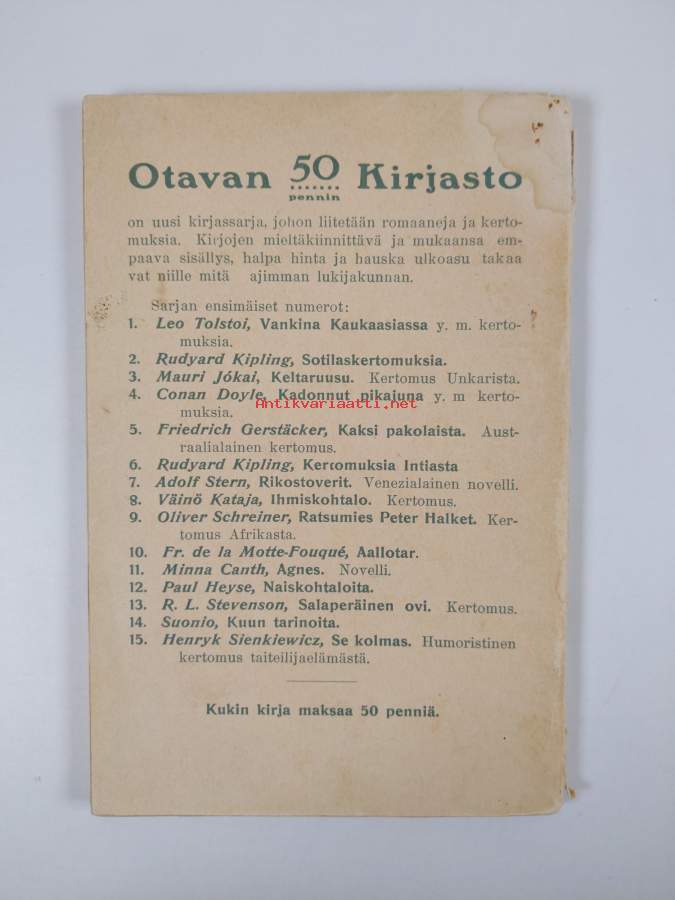 Otavan 50 pennin Kirjasto
on uusi kirjassarja, johon liitetään romaaneja ja kerto-
muksia. Kirjojen mieltäkiinnittävä ja mukaansa em-
paava sisällys, halpa hinta ja hauska ulkoasu takaa
vat niille mitä ajimman lukijakunnan.
Sarjan ensimäiset numerot:
1. Leo Tolstoi, Vankina Kaukaasiassa y. m. kerto-
muksia.
2. Rudyard Kipling, Sotilaskertomuksia.
3. Mauri Jókai, Keltaruusu. Kertomus Unkarista.
4. Conan Doyle, Kadonnut pikajuna y. m kerto-
muksia.
Antikvariaatti.net
5. Friedrich Gerstäcker, Kaksi pakolaista. Aust-
raalialainen kertomus.
6. Rudyard Kipling, Kertomuksia Intiasta
7. Adolf Stern, Rikostoverit. Venezialainen novelli.
8. Väinö Kataja, Ihmiskohtalo. Kertomus.
9. Oliver Schreiner, Ratsumies Peter Halket. Ker-
tomus Afrikasta.
10. Fr. de la Motte-Fouqué, Aallotar.
11. Minna Canth, Agnes. Novelli.
12. Paul Heyse, Naiskohtaloita.
13. R. L. Stevenson, Salaperäinen ovi. Kertomus.
14. Suonio, Kuun tarinoita.
15. Henryk Sienkiewicz, Se kolmas. Humoristinen
kertomus taiteilijaelämästä.
Kukin kirja maksaa 50 penniä.